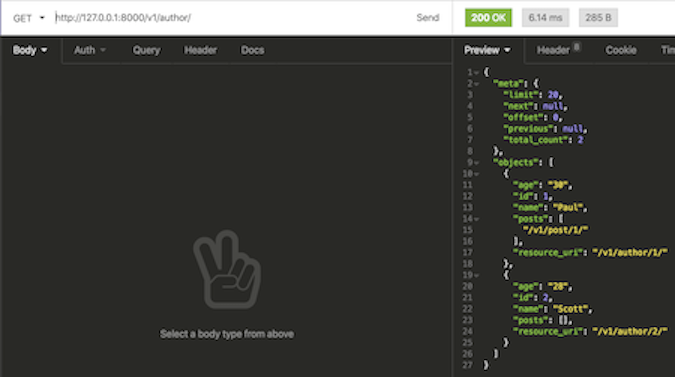 GET http://127.0.0.1:8000/v1/author/ Send 200 OK 6.14 ms 285 B
Body Auth Query Header Docs Preview Header 8 Cookie Tim
1 {
2 "meta": {
3 "limit": 20,
4 "next": null,
5 "offset": 0,
6 "previous": null,
7 "total_count": 2
8 },
9 "objects": [
10 {
11 "age": "30",
12 "id": 1,
13 "name": "Paul",
14 "posts": [
15 "/v1/post/1/"
16 ],
17 "resource_uri": "/v1/author/1/"
18 },
19 {
20 "age": "28",
21 "id": 2,
22 "name": "Scott",
23 "posts": [],
24 "resource_uri": "/v1/author/2/"
25 }
26 ]
27 }
Select a body type from above